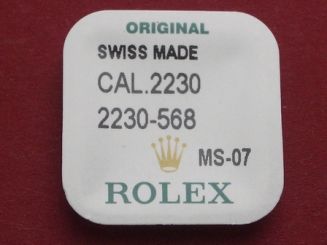 ORIGINAL
SWISS MADE
CAL.2230
2230-568
MS-07
ROLEX